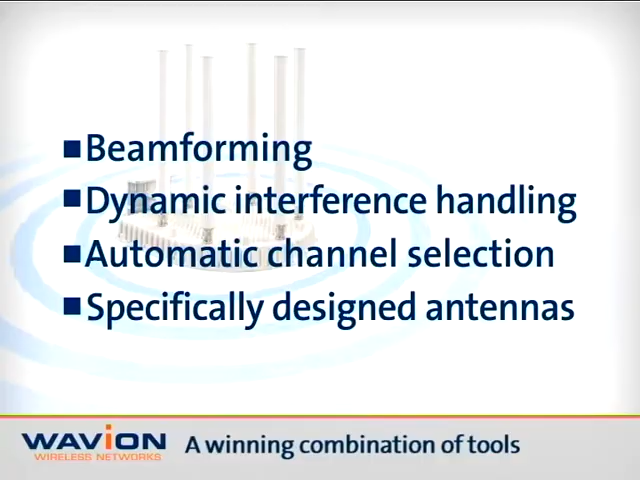 Beamforming
Dynamic interference handling
Automatic channel selection
Specifically designed antennas
WAVION
WIRELESS NETWORKS
A winning combination of tools